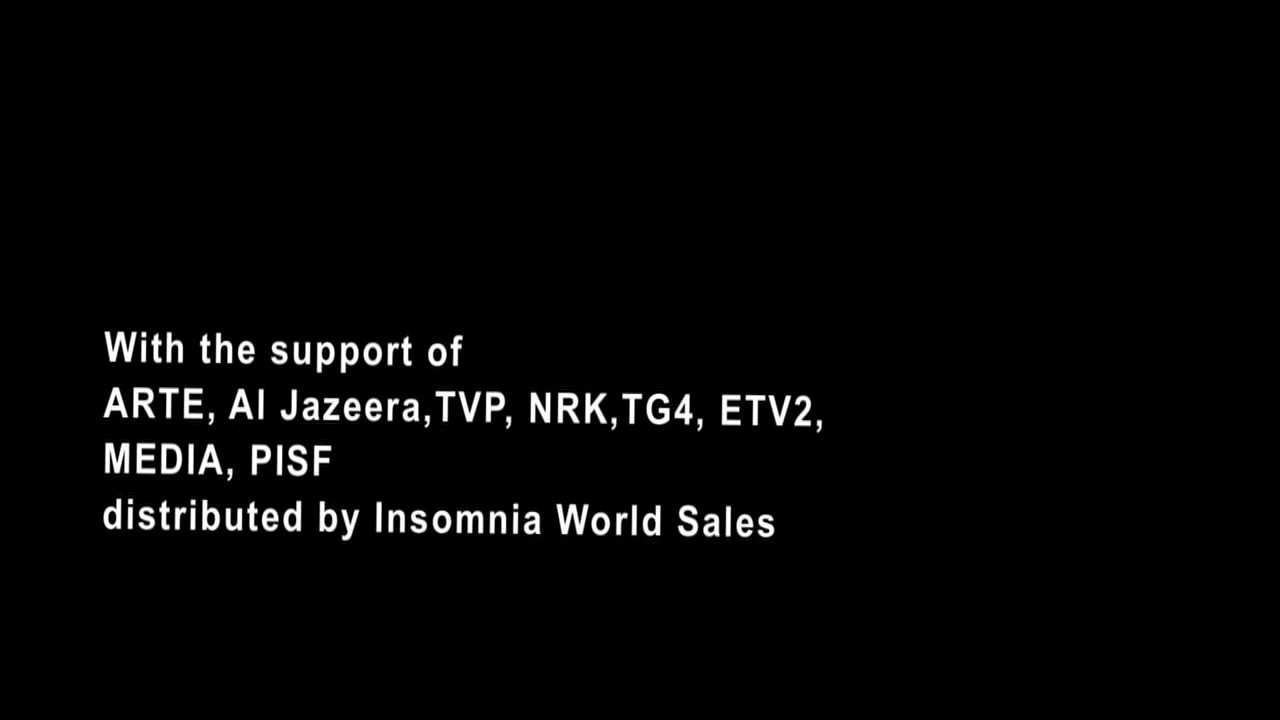 With the support of
ARTE, Al Jazeera,TVP, NRK,TG4, ETV2,
MEDIA, PISF
distributed by Insomnia World Sales